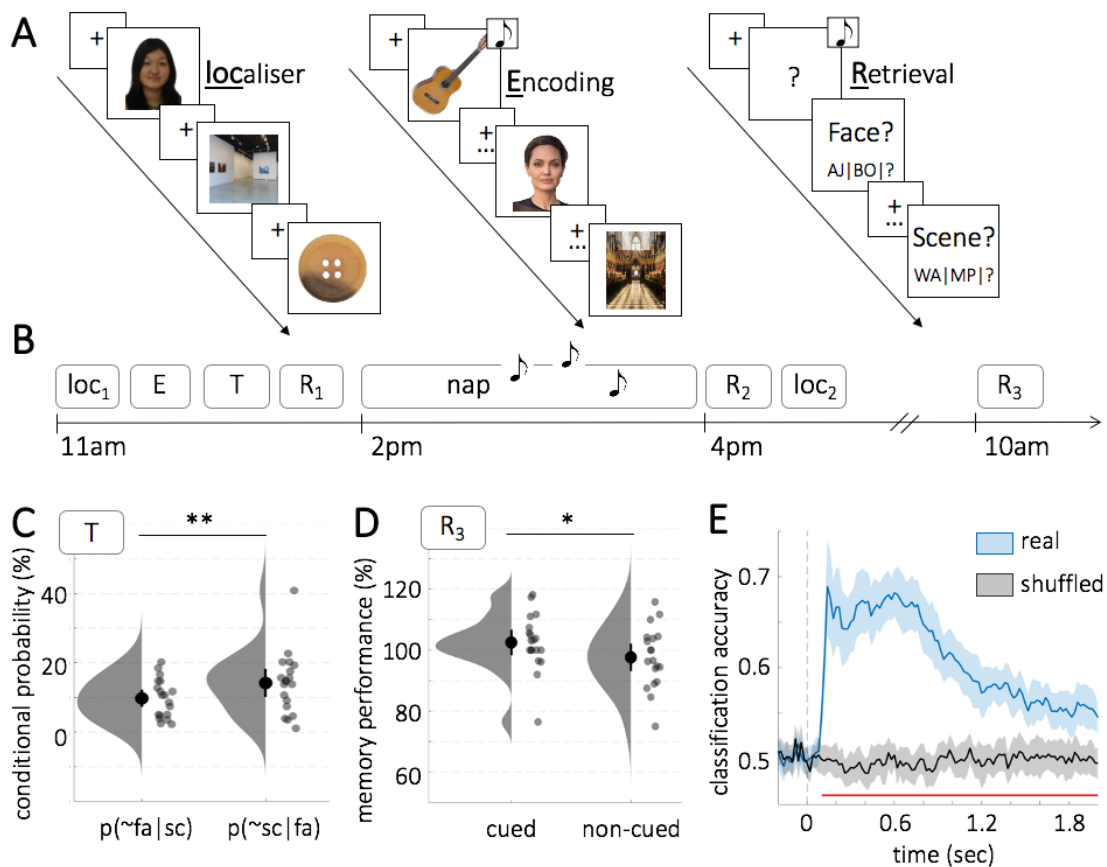 A
+
+
+
localiser
+
+
...
+
...
Encoding
+
?
Retrieval
Face?
AJ|BO|?
+
...
Scene?
WA|MP|?
B
loc1
E
T
R1
nap
R2
loc2
R3
11am
2pm
4pm
10am
C
T
**
conditional probability (%)
40
20
0
p(~fa|sc)
p(~sc|fa)
D
R3
*
memory performance (%)
120
100
80
60
cued
non-cued
E
real
shuffled
classification accuracy
0.7
0.6
0.5
0
0.6
1.2
1.8
time (sec)